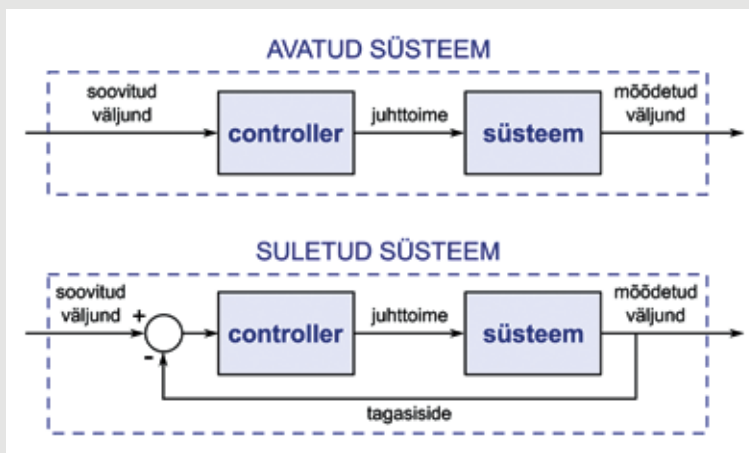 AVATUD SÜSTEEM
soovitud
väljund
controller
juhttoime
süsteem
mõõdetud
väljund
SULETUD SÜSTEEM
soovitud
väljund
+
-
controller
juhttoime
süsteem
mõõdetud
väljund
tagasiside